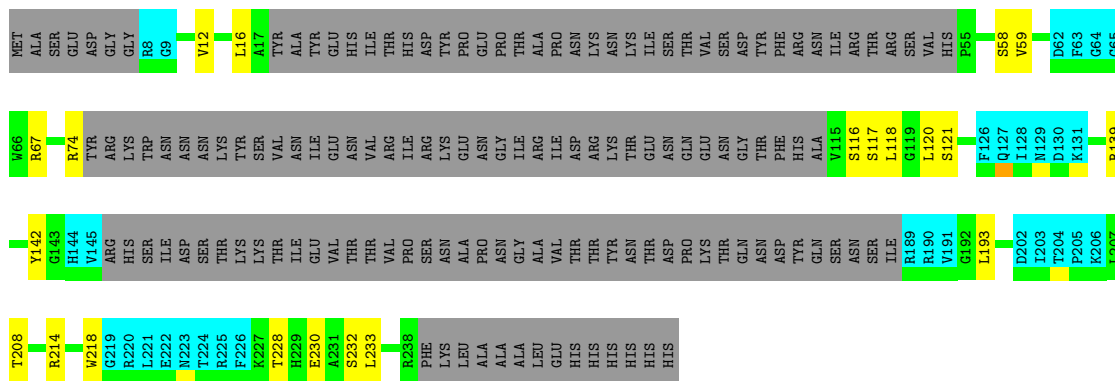 MET ALA SER GLU ASP GLY GLY R8 G9 V12 L16 A17 TYR ALA TYR GLU HIS ILE THR HIS ASP TYR PRO GLU PRO THR ALA PRO ASN LYS ASN LYS ILE SER THR VAL SER ASP TYR PHE ARG ASN ILE ARG THR ARG SER VAL HIS P55 S58 V59 D62 F63 G64 G65
W66 R67 R74 TYR ARG LYS TRP ASN ASN ASN LYS TYR SER VAL ASN ILE GLU ASN VAL ARG ILE ARG LYS GLU ASN GLY ILE ARG ILE ASP ARG LYS THR GLU ASN GLN GLU ASN GLY THR PHE HIS ALA V115 S116 S117 L118 G119 L120 S121 F126 Q127 I128 N129 D130 K131 R139
Y142 G143 H144 V145 ARG HIS SER ILE ASP SER THR LYS LYS THR ILE GLU VAL THR THR PRO SER ASN ALA PRO ASN GLY ALA VAL THR THR TYR ASN THR ASP PRO LYS THR GLN ASN ASP TYR GLN SER ASN SER ILE R189 R190 V191 G192 L193 D202 I203 T204 P205 K206 L207
T208 R214 W218 G219 R220 L221 E222 N223 T224 R225 F226 K227 T228 H229 E230 A231 S232 L233 R238 PHE LYS LEU ALA ALA ALA LEU GLU HIS HIS HIS HIS HIS HIS